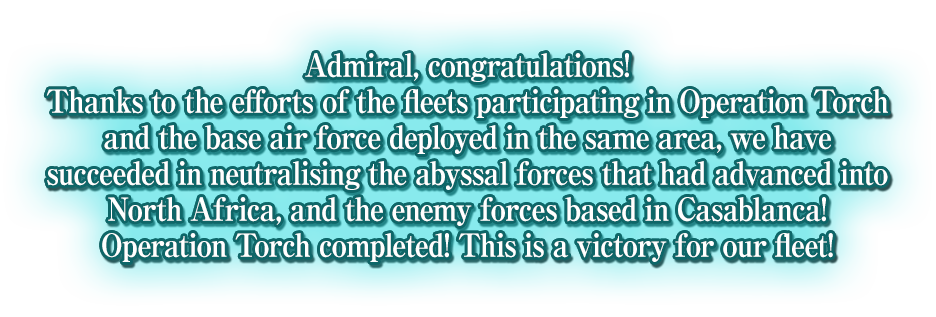 Admiral, congratulations!
Thanks to the efforts of the fleets participating in Operation Torch
and the base air force deployed in the same area, we have
succeeded in neutralising the abyssal forces that had advanced into
North Africa, and the enemy forces based in Casablanca!
Operation Torch completed! This is a victory for our fleet!